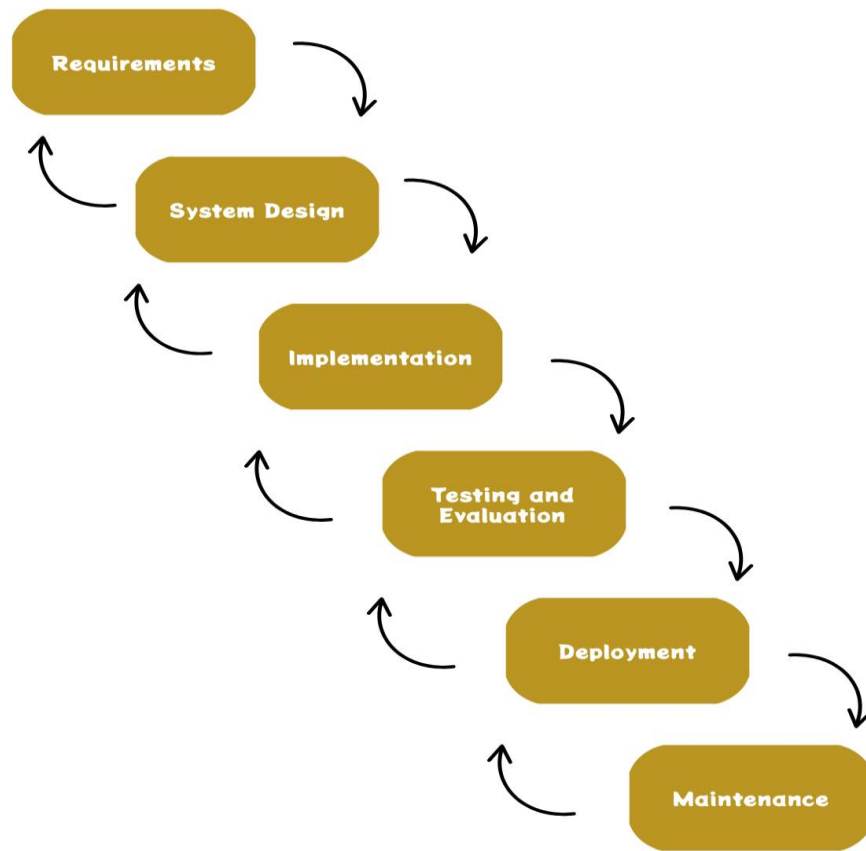 Requirements
System Design
Implementation
Testing and
Evaluation
Deployment
Maintenance